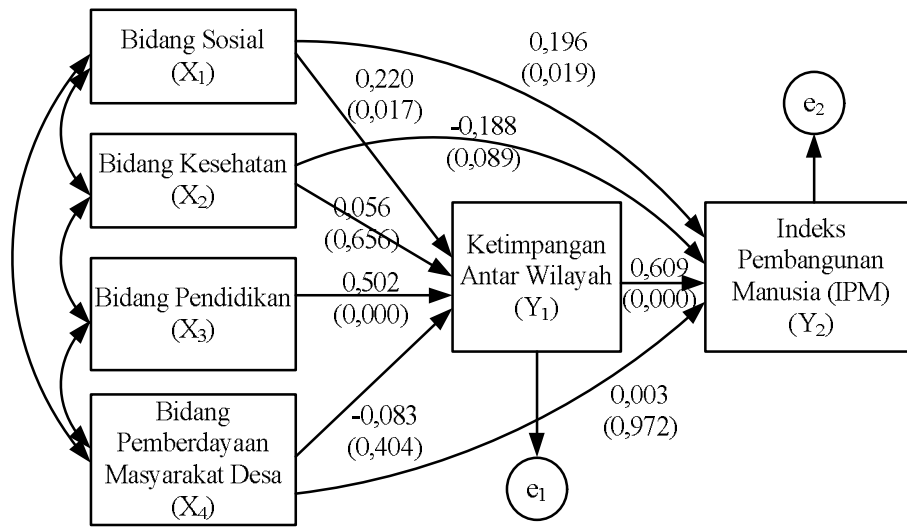 Bidang Sosial
(X₁)
Bidang Kesehatan
(X₂)
Bidang Pendidikan
(X₃)
Bidang
Pemberdayaan
Masyarakat Desa
(X₄)
0,220
(0,017)
0,196
(0,019)
-0,188
(0,089)
0,056
(0,656)
0,502
(0,000)
-0,083
(0,404)
Ketimpangan
Antar Wilayah
(Y₁)
0,609
(0,000)
0,003
(0,972)
Indeks
Pembangunan
Manusia (IPM)
(Y₂)
e₂
e₁